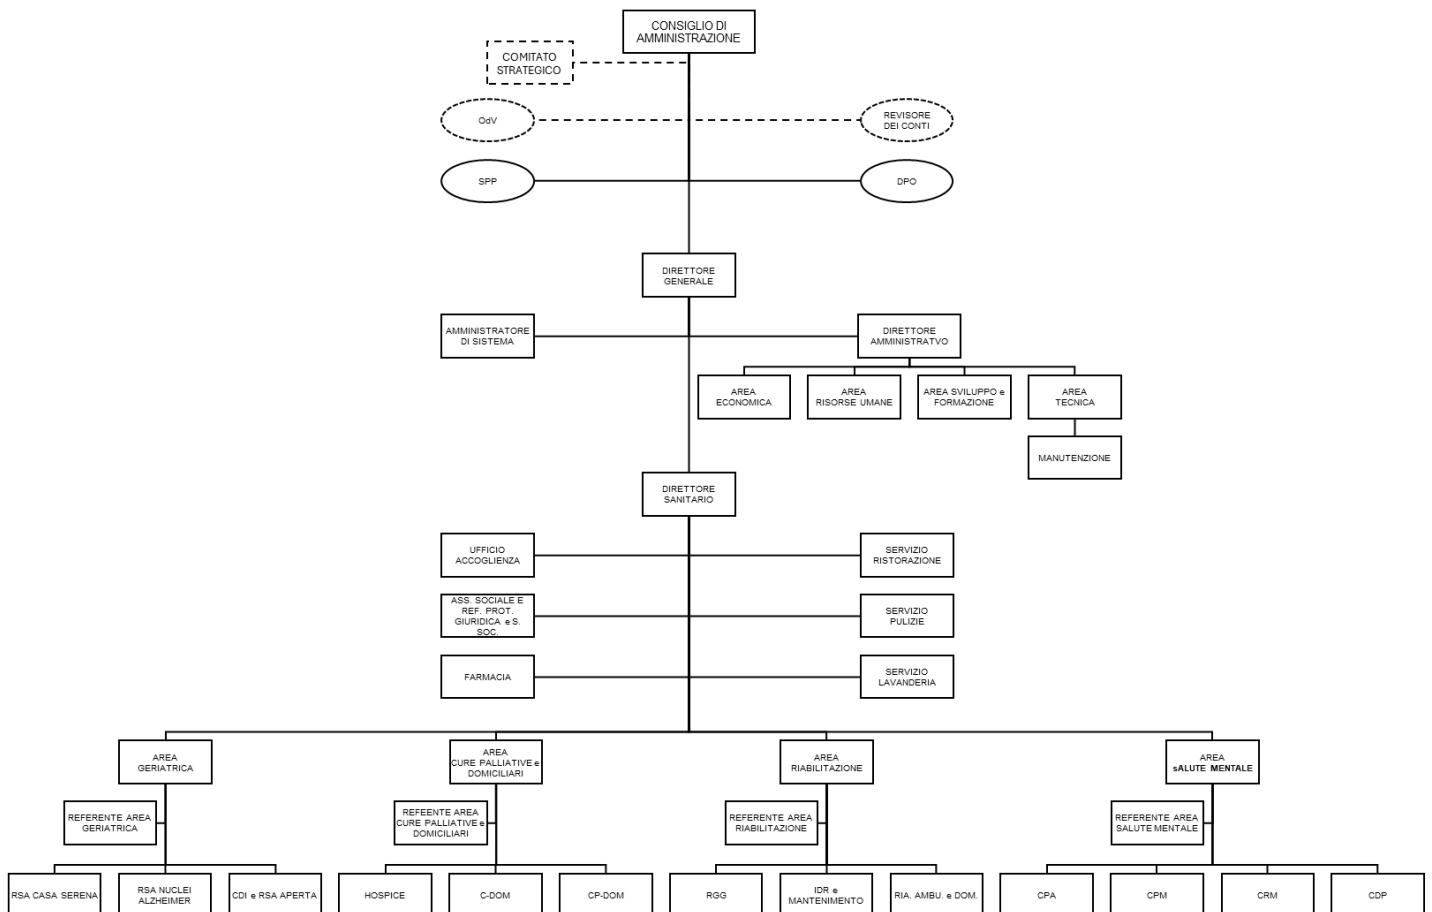 CONSIGLIO DI
AMMINISTRAZIONE
COMITATO
STRATEGICO
OdV
REVISORE
DEI CONTI
SPP
DPO
DIRETTORE
GENERALE
AMMINISTRATORE
DI SISTEMA
DIRETTORE
AMMINISTRATVO
AREA
ECONOMICA
AREA
RISORSE UMANE
AREA SVILUPPO e
FORMAZIONE
AREA
TECNICA
MANUTENZIONE
DIRETTORE
SANITARIO
UFFICIO
ACCOGLIENZA
SERVIZIO
RISTORAZIONE
ASS. SOCIALE E
REF. PROT.
GIURIDICA e S.
SOC.
SERVIZIO
PULIZIE
FARMACIA
SERVIZIO
LAVANDERIA
AREA
GERIATRICA
AREA
CURE PALLIATIVE e
DOMICILIARI
AREA
RIABILITAZIONE
AREA
sALUTE MENTALE
REFERENTE AREA
GERIATRICA
REFEENTE AREA
CURE PALLIATIVE e
DOMICILIARI
REFERENTE AREA
RIABILITAZIONE
REFERENTE AREA
SALUTE MENTALE
RSA CASA SERENA
RSA NUCLEI
ALZHEIMER
CDI e RSA APERTA
HOSPICE
C-DOM
CP-DOM
RGG
IDR e
MANTENIMENTO
RIA. AMBU. e DOM.
CPA
CPM
CRM
CDP